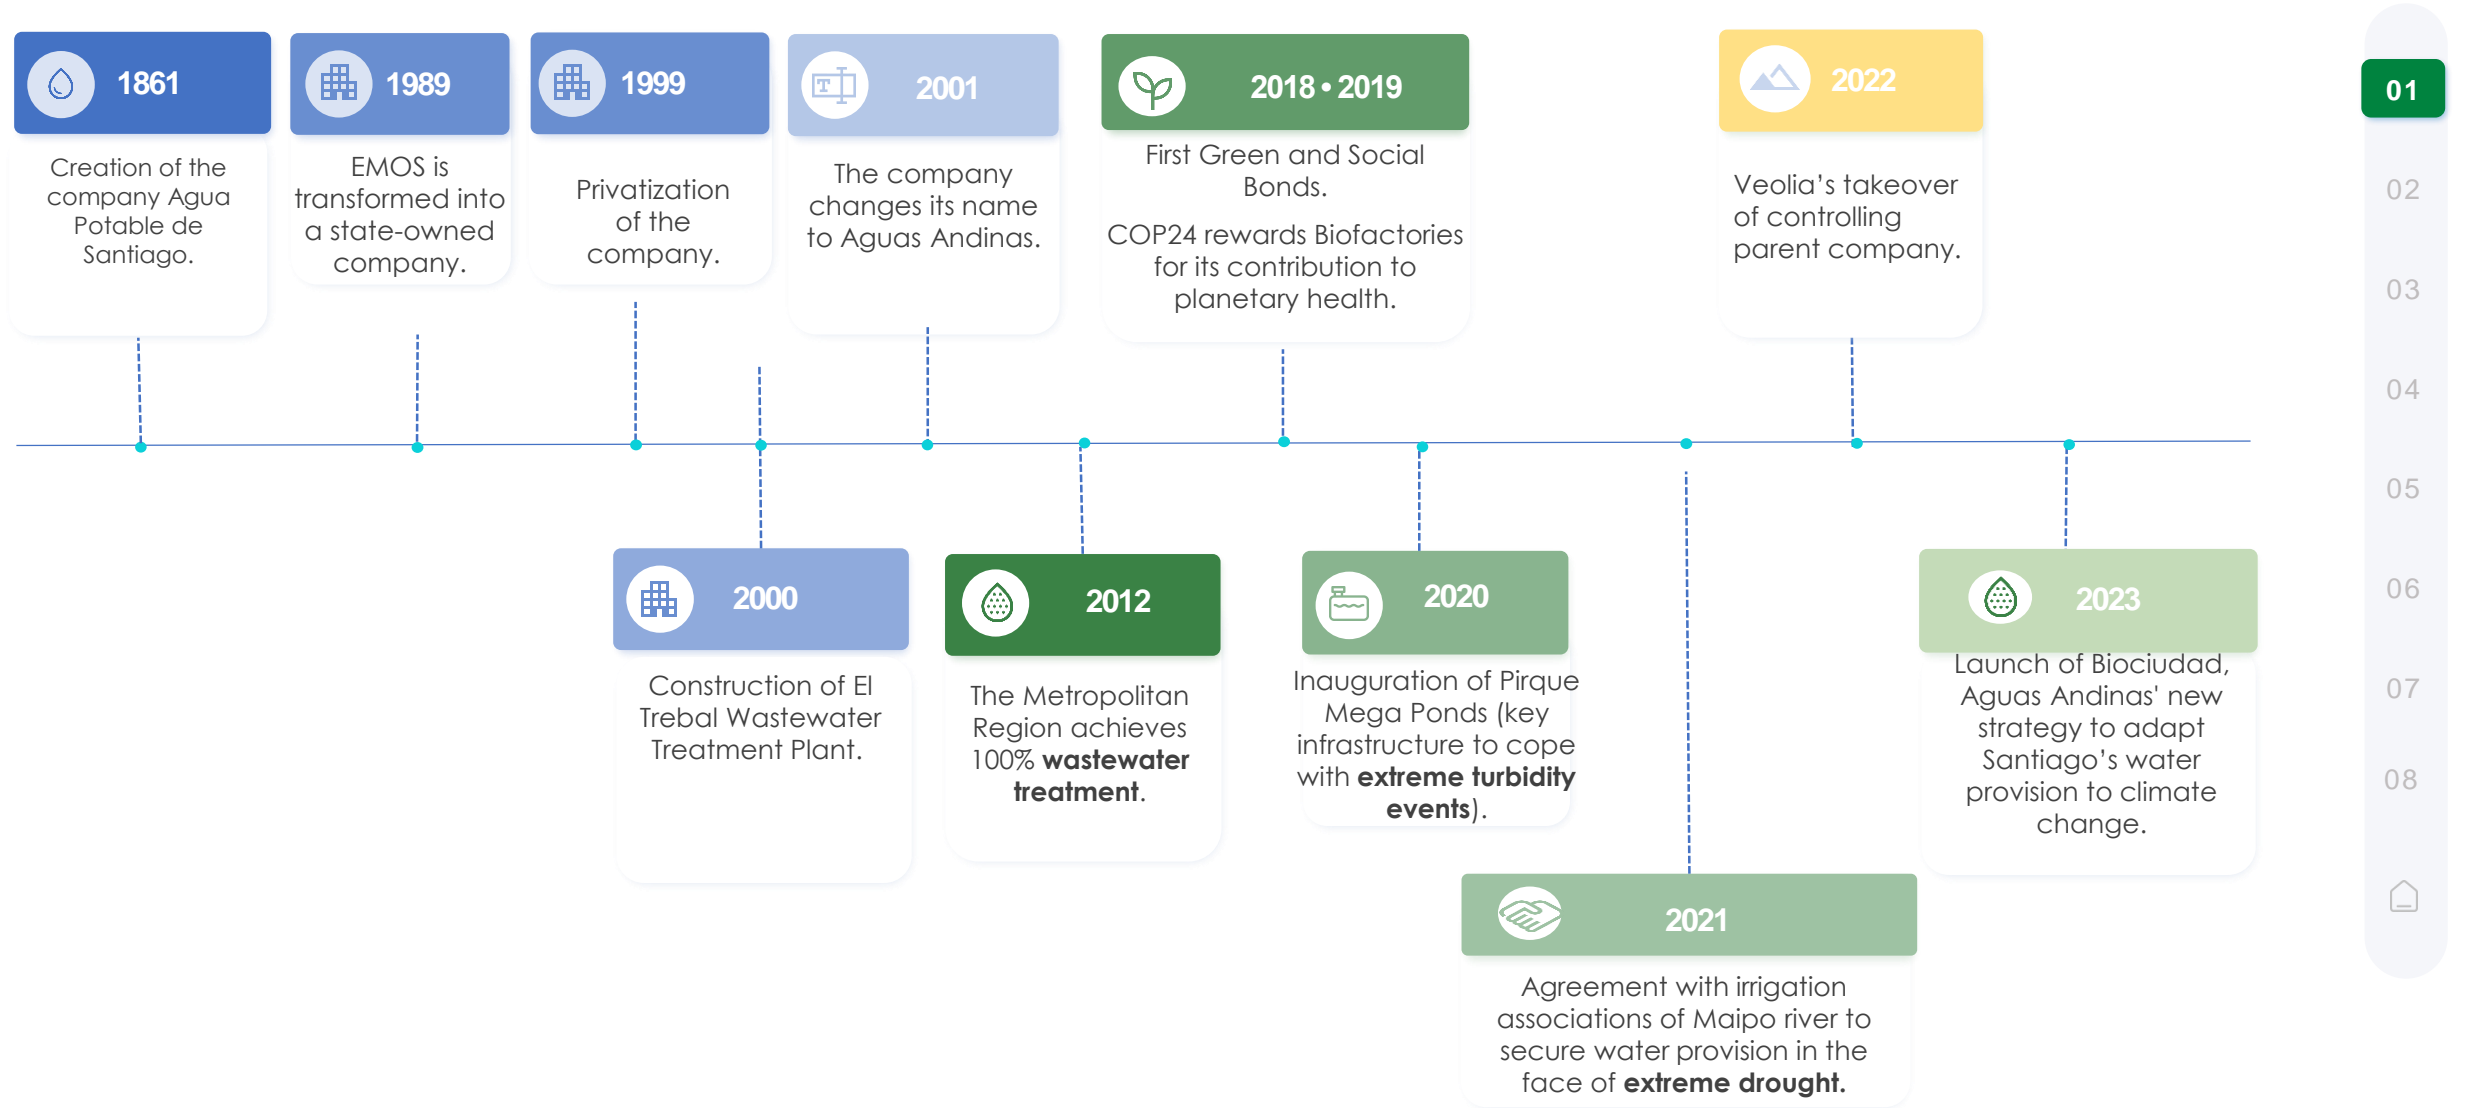 1861
Creation of the
company Agua
Potable de
Santiago.
1989
EMOS is
transformed into
a state-owned
company.
1999
Privatization
of the
company.
2001
The company
changes its name
to Aguas Andinas.
2018 • 2019
First Green and Social
Bonds.
COP24 rewards Biofactories
for its contribution to
planetary health.
2022
Veolia’s takeover
of controlling
parent company.
2000
Construction of El
Trebal Wastewater
Treatment Plant.
2012
The Metropolitan
Region achieves
100% wastewater
treatment.
2020
Inauguration of Pirque
Mega Ponds (key
infrastructure to cope
with extreme turbidity
events).
2021
Agreement with irrigation
associations of Maipo river to
secure water provision in the
face of extreme drought.
2023
Launch of Biociudad,
Aguas Andinas' new
strategy to adapt
Santiago’s water
provision to climate
change.
01
02
03
04
05
06
07
08